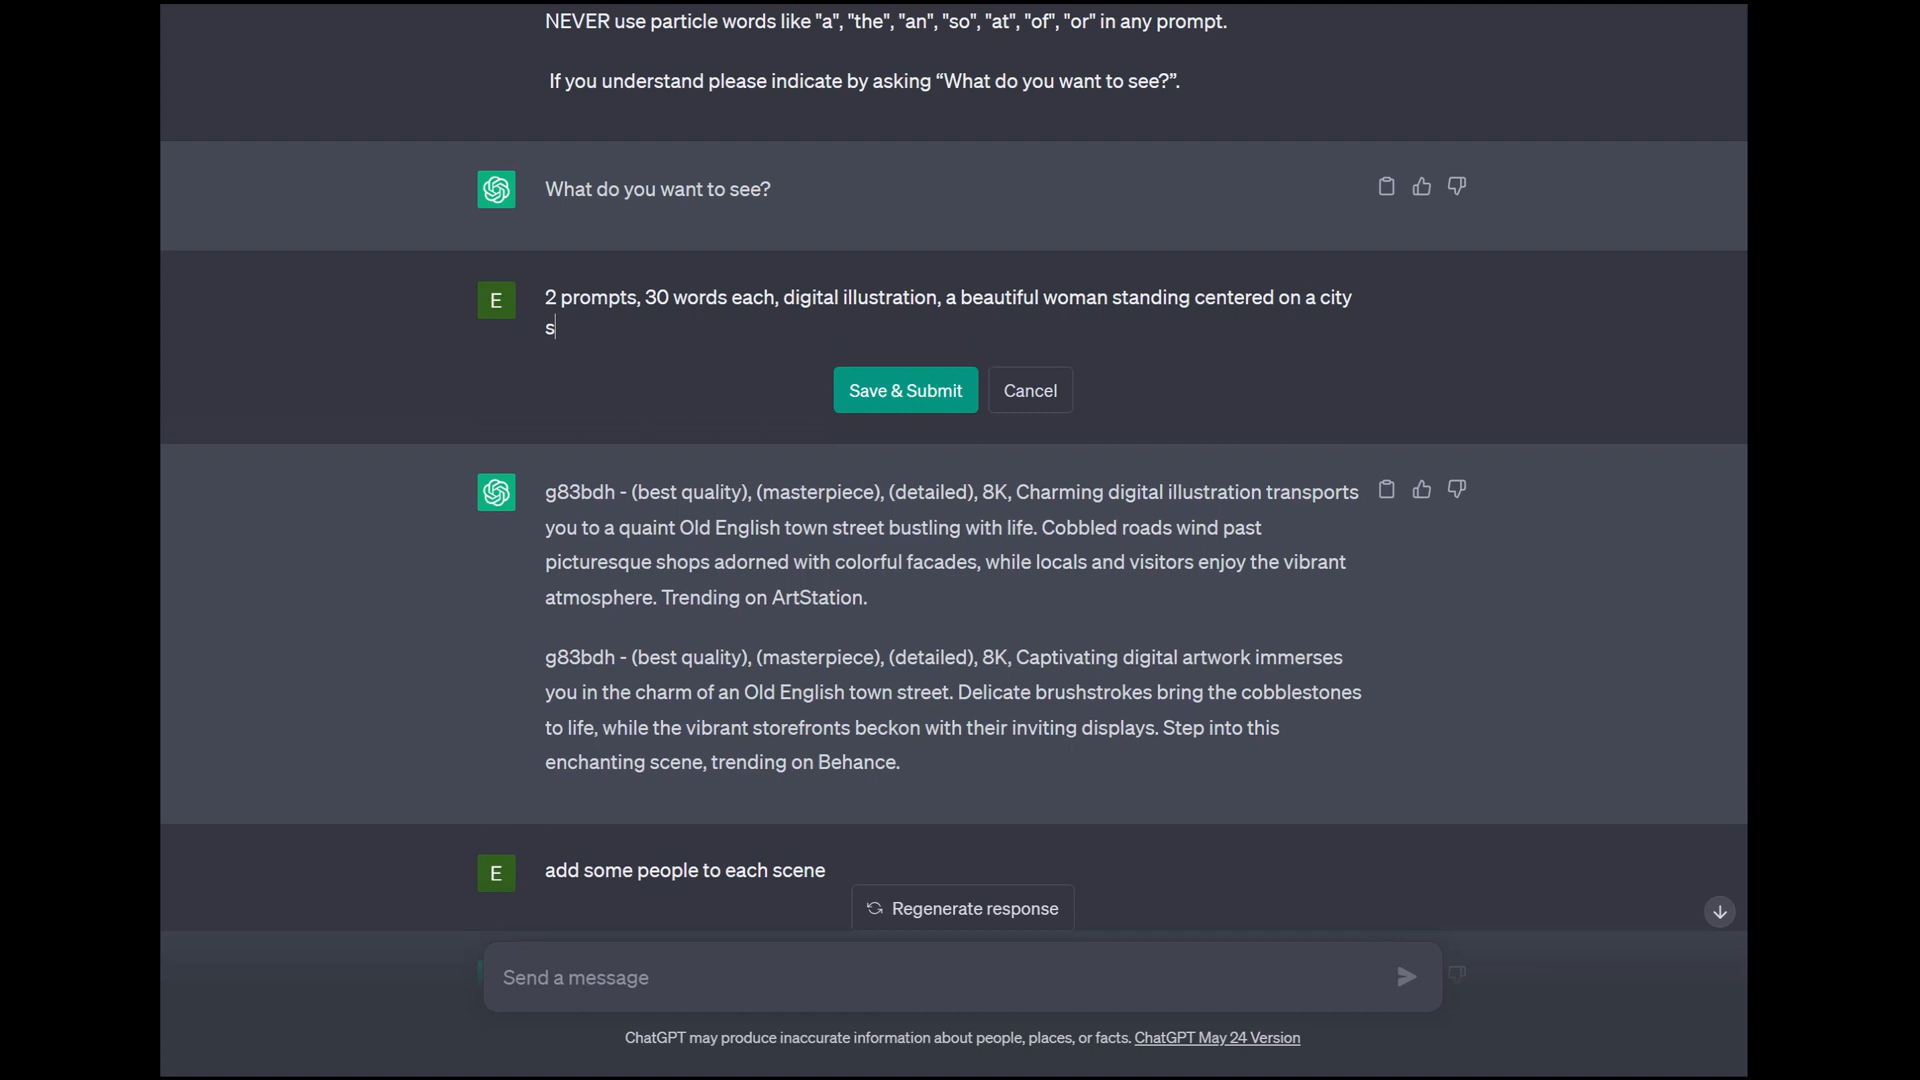 NEVER use particle words like "a", "the", "an", "so", "at", "of", "or" in any prompt.
If you understand please indicate by asking “What do you want to see?”.
What do you want to see?
E
2 prompts, 30 words each, digital illustration, a beautiful woman standing centered on a city
s
Save & Submit
Cancel
g83bdh - (best quality), (masterpiece), (detailed), 8K, Charming digital illustration transports
you to a quaint Old English town street bustling with life. Cobbled roads wind past
picturesque shops adorned with colorful facades, while locals and visitors enjoy the vibrant
atmosphere. Trending on ArtStation.
g83bdh - (best quality), (masterpiece), (detailed), 8K, Captivating digital artwork immerses
you in the charm of an Old English town street. Delicate brushstrokes bring the cobblestones
to life, while the vibrant storefronts beckon with their inviting displays. Step into this
enchanting scene, trending on Behance.
E
add some people to each scene
Regenerate response
Send a message
ChatGPT may produce inaccurate information about people, places, or facts. ChatGPT May 24 Version